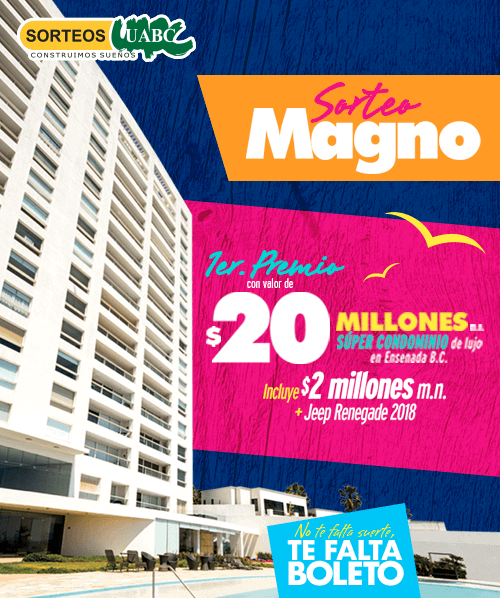 SORTEOS UABC
CONSTRUIMOS SUEÑOS
Sorteo
Magno
1er. Premio
con valor de
$20 MILLONES m.n.
SÚPER CONDOMINIO de lujo
en Ensenada B.C.
Incluye $2 millones m.n.
+ Jeep Renegade 2018
No te falta suerte,
TE FALTA
BOLETO